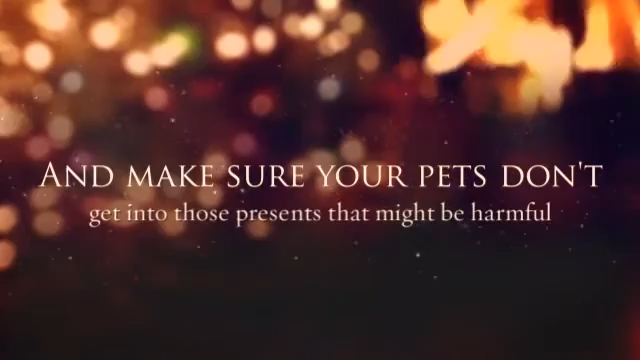 And make sure your pets don't
get into those presents that might be harmful